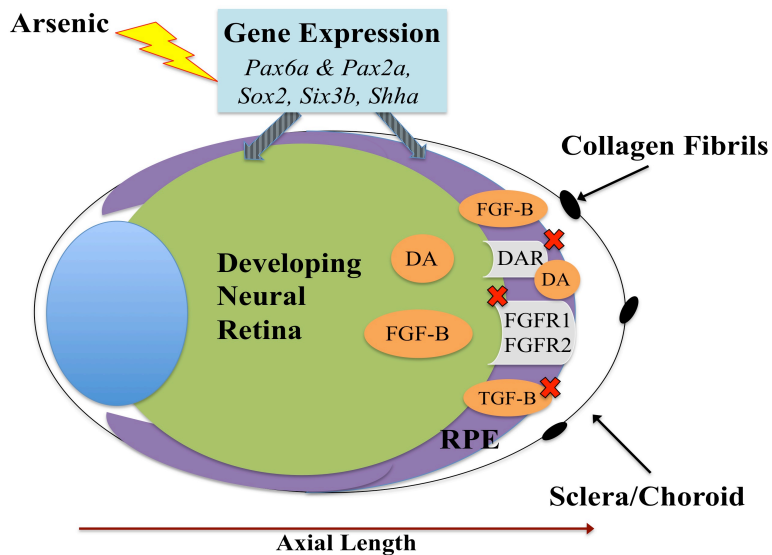 Arsenic
Gene Expression
Pax6a & Pax2a,
Sox2, Six3b, Shha
Collagen Fibrils
FGF-B
DA
DAR
DA
Developing
Neural
Retina
FGF-B
FGFR1
FGFR2
TGF-B
RPE
Sclera/Choroid
Axial Length